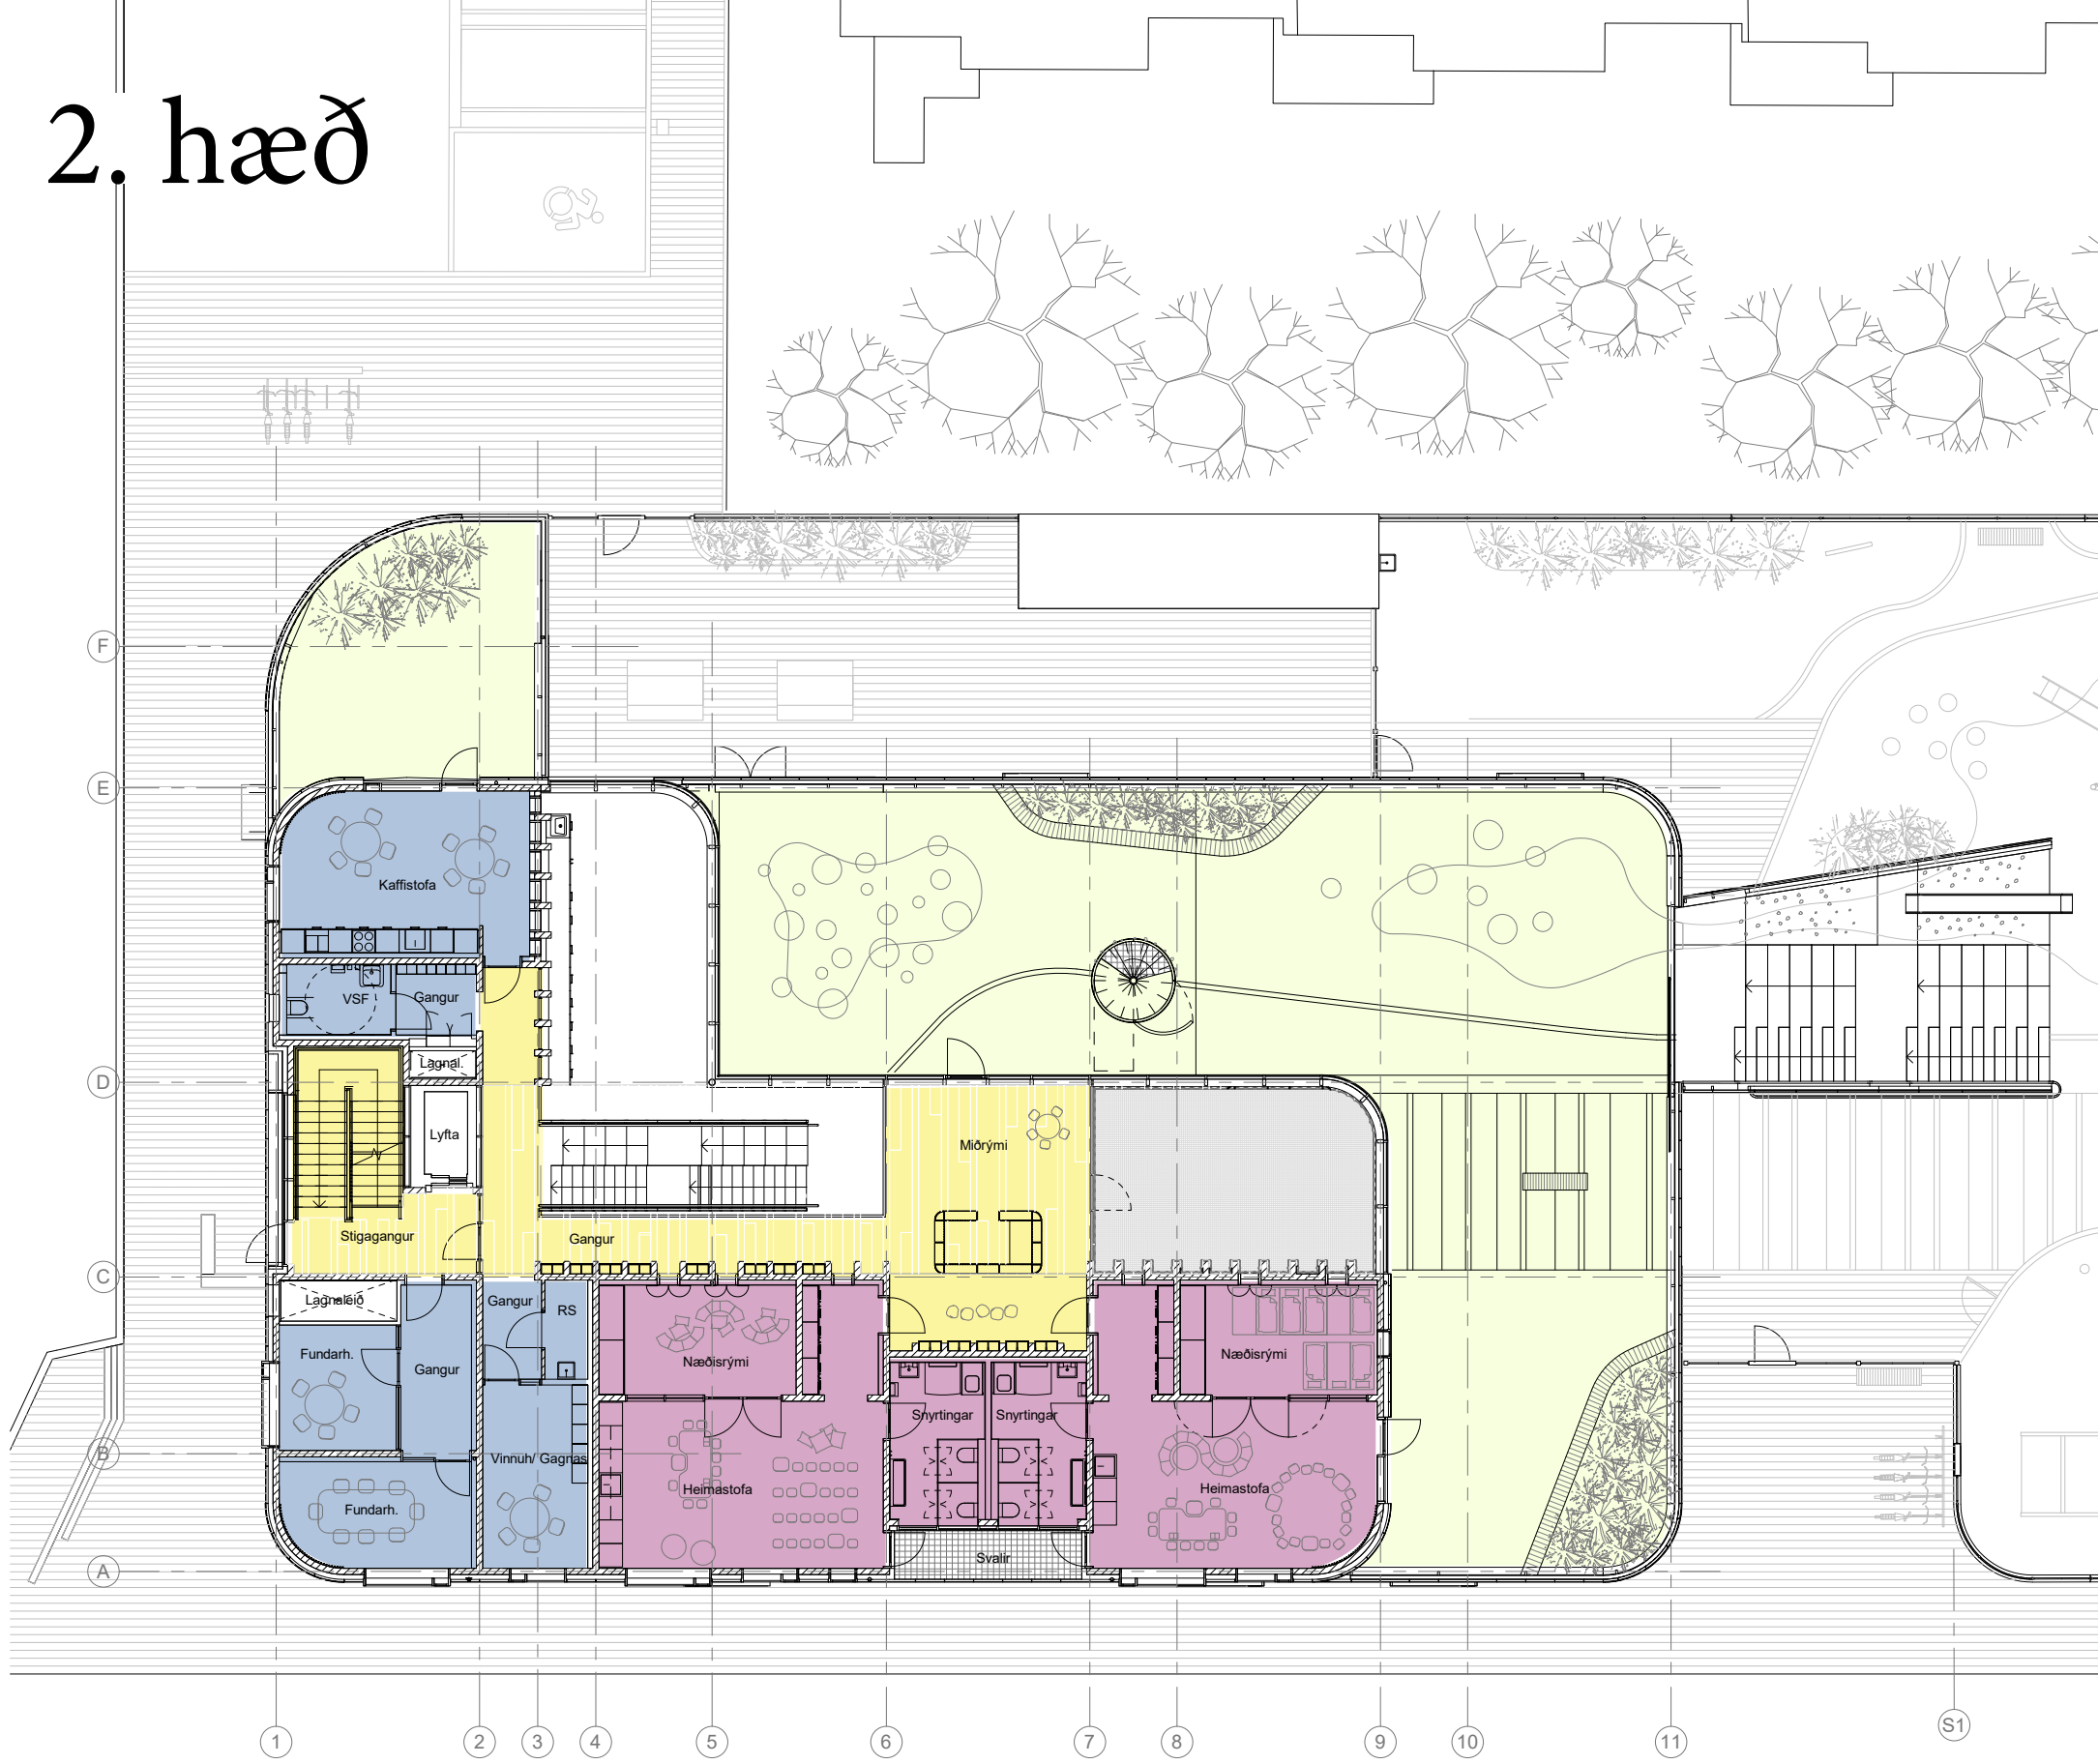 2. hæð
F
E
Kaffistofa
VSF
Gangur
Lagnal.
D
Lyfta
Miðrými
Stigagangur
Gangur
C
Lagnaleið
Gangur
RS
Fundarh.
Gangur
Næðisrými
Næðisrými
Snyrtingar
Snyrtingar
B
Vinnuh/ Gagnas
Heimastofa
Heimastofa
Fundarh.
Svalir
A
1
2
3
4
5
6
7
8
9
10
11
S1